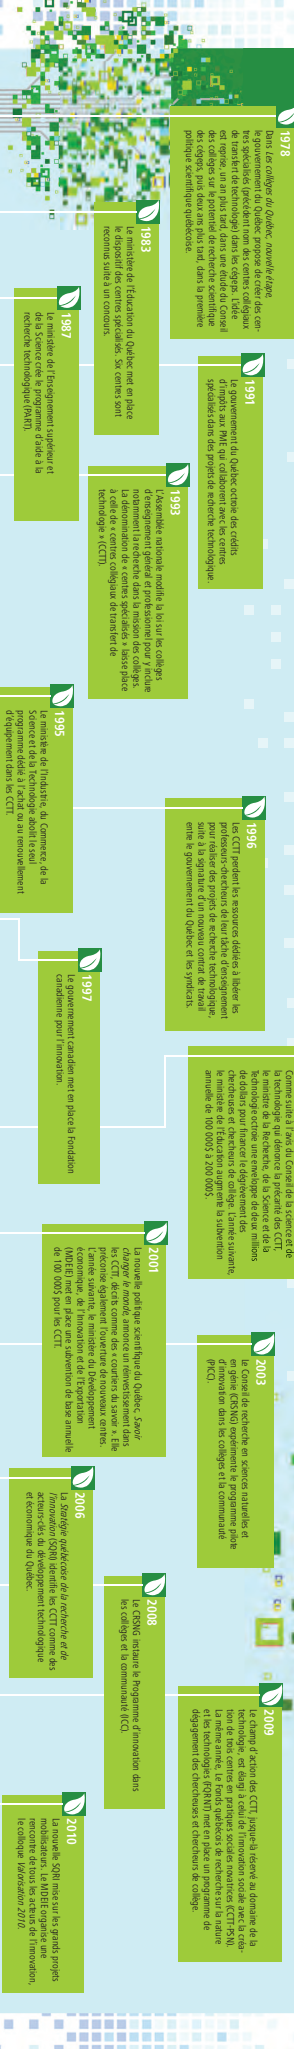 1978
Dans Les collèges du Québec, nouvelle étape,
le gouvernement du Québec propose de créer des cen-
tres spécialisés (précédent nom des centres collégiaux
de transfert de technologie) dans les cégeps. L'idée
est reprise, un an plus tard, dans une étude du Conseil
des collèges sur le potentiel de recherche scientifique
des cégeps, puis deux ans plus tard, dans la première
politique scientifique québécoise.
1983
Le ministère de l'Éducation du Québec met en place
le dispositif des centres spécialisés. Six centres sont
reconnus suite à un concours.
1987
Le ministère de l'Enseignement supérieur et
de la Science crée le programme d'aide à la
recherche technologique (PART).
1991
Le gouvernement du Québec octroie des crédits
d'impôts aux PME qui collaborent avec les centres
spécialisés dans des projets de recherche technologique.
1993
L'Assemblée nationale modifie la loi sur les collèges
d'enseignement général et professionnel pour y inclure
notamment la recherche dans la mission des collèges.
La dénomination de « centres spécialisés » laisse place
à celle de « centres collégiaux de transfert de
technologie » (CCTT).
1995
Le ministère de l'Industrie, du Commerce, de la
Science et de la Technologie abolit le seul
programme dédié à l'achat ou au renouvellement
d'équipement dans les CCTT.
1996
Les CCTT perdent les ressources dédiées à libérer les
professeurs-chercheurs de leur tâche d'enseignement
pour réaliser des projets de recherche technologique,
suite à la signature d'un nouveau contrat de travail
entre le gouvernement du Québec et les syndicats.
1997
Le gouvernement canadien met en place la Fondation
canadienne pour l'innovation.
Comme suite à l'avis du Conseil de la science et de
la technologie qui dénonce la précarité des CCTT,
le ministre de la Recherche, de la Science et de la
Technologie octroie une enveloppe de deux millions
de dollars pour financer le dégrèvement des
chercheuses et chercheurs de collège. L'année suivante,
le ministère de l'Éducation augmente la subvention
annuelle de 100 000$ à 200 000$.
2001
La nouvelle politique scientifique du Québec, Savoir
changer le monde, annonce un réinvestissement dans
les CCTT, décrits comme des « courtiers du savoir ». Elle
préconise également l'ouverture de nouveaux centres.
L'année suivante, le ministère du Développement
économique, de l'Innovation et de l'Exportation
(MDEIE) met en place une subvention de base annuelle
de 100 000$ pour les CCTT.
2003
Le Conseil de recherche en sciences naturelles et
en génie (CRSNG) expérimente le programme pilote
d'innovation dans les collèges et la communauté
(PICC).
2006
La Stratégie québécoise de la recherche et de
l'innovation (SQRI) identifie les CCTT comme des
acteurs-clés du développement technologique
et économique du Québec.
2008
Le CRSNG instaure le Programme d'innovation dans
les collèges et la communauté (ICC).
2009
Le champ d'action des CCTT, jusque-là réservé au domaine de la
technologie, est élargi à celui de l'innovation sociale avec la créa-
tion de trois centres en pratiques sociales novatrices (CCTT-PSN).
La même année, Le Fonds québécois de recherche sur la nature
et les technologies (FQRNT) met en place un programme de
dégagement des chercheuses et chercheurs de collège.
2010
La nouvelle SQRI mise sur les grands projets
mobilisateurs. Le MDEIE organise une
rencontre de tous les acteurs de l'innovation,
le colloque Valorisation 2010.